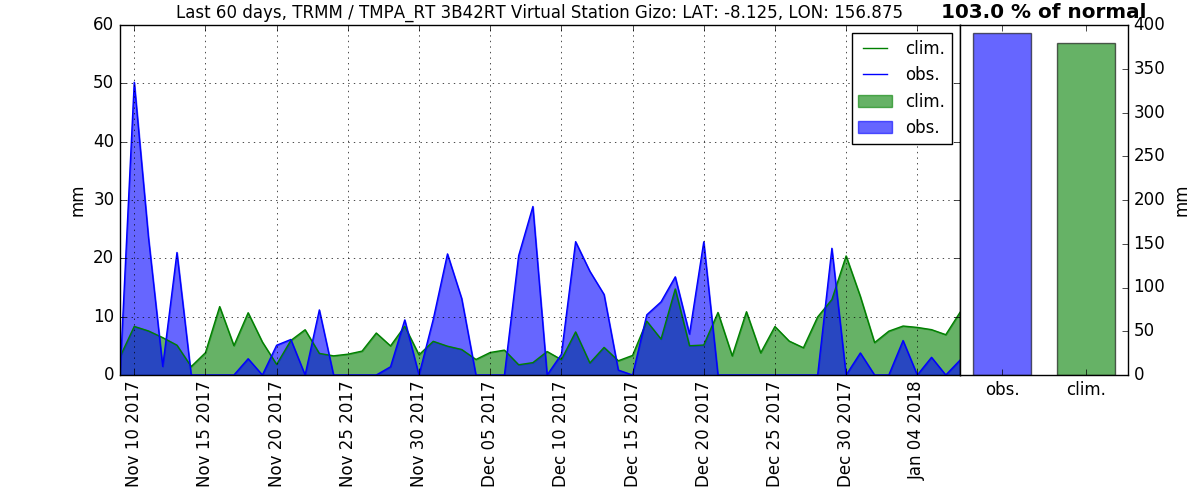 Last 60 days, TRMM / TMPA_RT 3B42RT Virtual Station Gizo: LAT: -8.125, LON: 156.875
103.0 % of normal
60
50
40
30
20
10
0
mm
clim.
obs.
clim.
obs.
400
350
300
250
200
150
100
50
0
mm
Nov 10 2017
Nov 15 2017
Nov 20 2017
Nov 25 2017
Nov 30 2017
Dec 05 2017
Dec 10 2017
Dec 15 2017
Dec 20 2017
Dec 25 2017
Dec 30 2017
Jan 04 2018
obs.
clim.